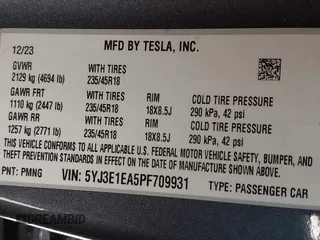 MFD BY TESLA, INC.
12/23
GVWR
2129 kg (4694 lb) WITH TIRES 235/45R18
GAWR FRT
1110 kg (2447 lb) WITH TIRES 235/45R18 RIM 18X8.5J COLD TIRE PRESSURE 290 kPa, 42 psi
GAWR RR
1257 kg (2771 lb) WITH TIRES 235/45R18 RIM 18X8.5J COLD TIRE PRESSURE 290 kPa, 42 psi
THIS VEHICLE CONFORMS TO ALL APPLICABLE U.S. FEDERAL MOTOR VEHICLE SAFETY, BUMPER, AND
THEFT PREVENTION STANDARDS IN EFFECT ON THE DATE OF MANUFACTURE SHOWN ABOVE.
PNT: PMNG VIN: 5YJ3E1EA5PF709931 TYPE: PASSENGER CAR
DREAMBID